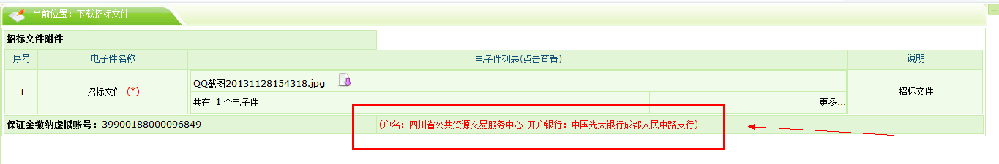 当前位置：下载招标文件
招标文件附件
序号 电子件名称 电子件列表(点击查看) 说明
1 招标文件（*） QQ截图20131128154318.jpg 招标文件
共有 1 个电子件 更多...
保证金缴纳虚拟账号：39900188000096849 （户名：四川省公共资源交易服务中心 开户银行：中国光大银行成都人民中路支行）